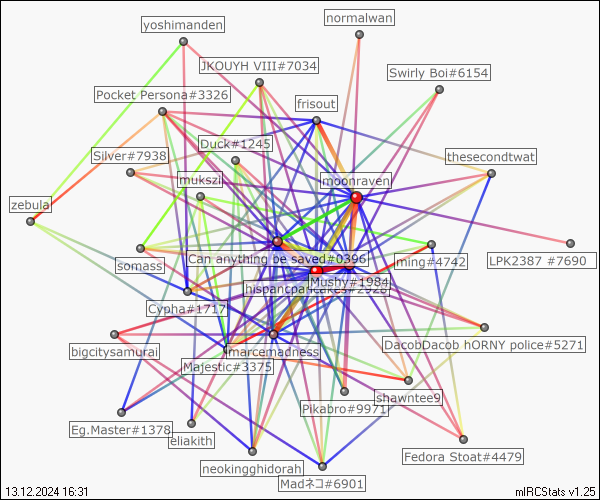 normalwan
yoshimanden
JKOUYH VIII#7034
Swirly Boi#6154
Pocket Persona#3326
frisout
Duck#1245
Silver#7938
thesecondtwat
mukszi
moonraven
zebula
somass
Can anything be saved#0396
ming#4742
LPK2387 #7690
Mushy#1984
hispancpancakes#2928
Cypha#1717
DacobDacob hORNY police#5271
bigcitysamurai
marcemadness
Majestic#3375
shawntee9
Pikabro#9971
Eg.Master#1378
eliakith
Fedora Stoat#4479
neokingghidorah
Madネコ#6901
13.12.2024 16:31
mIRCStats v1.25